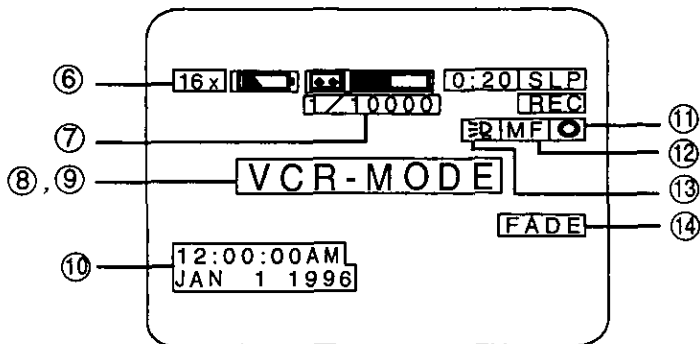 ⑥ 16x 0:20 SLP
1/10000 REC
⑦ MF ⑪
⑫
⑧,⑨ VCR-MODE ⑬
FADE ⑭
⑩ 12:00:00AM
JAN 1 1996